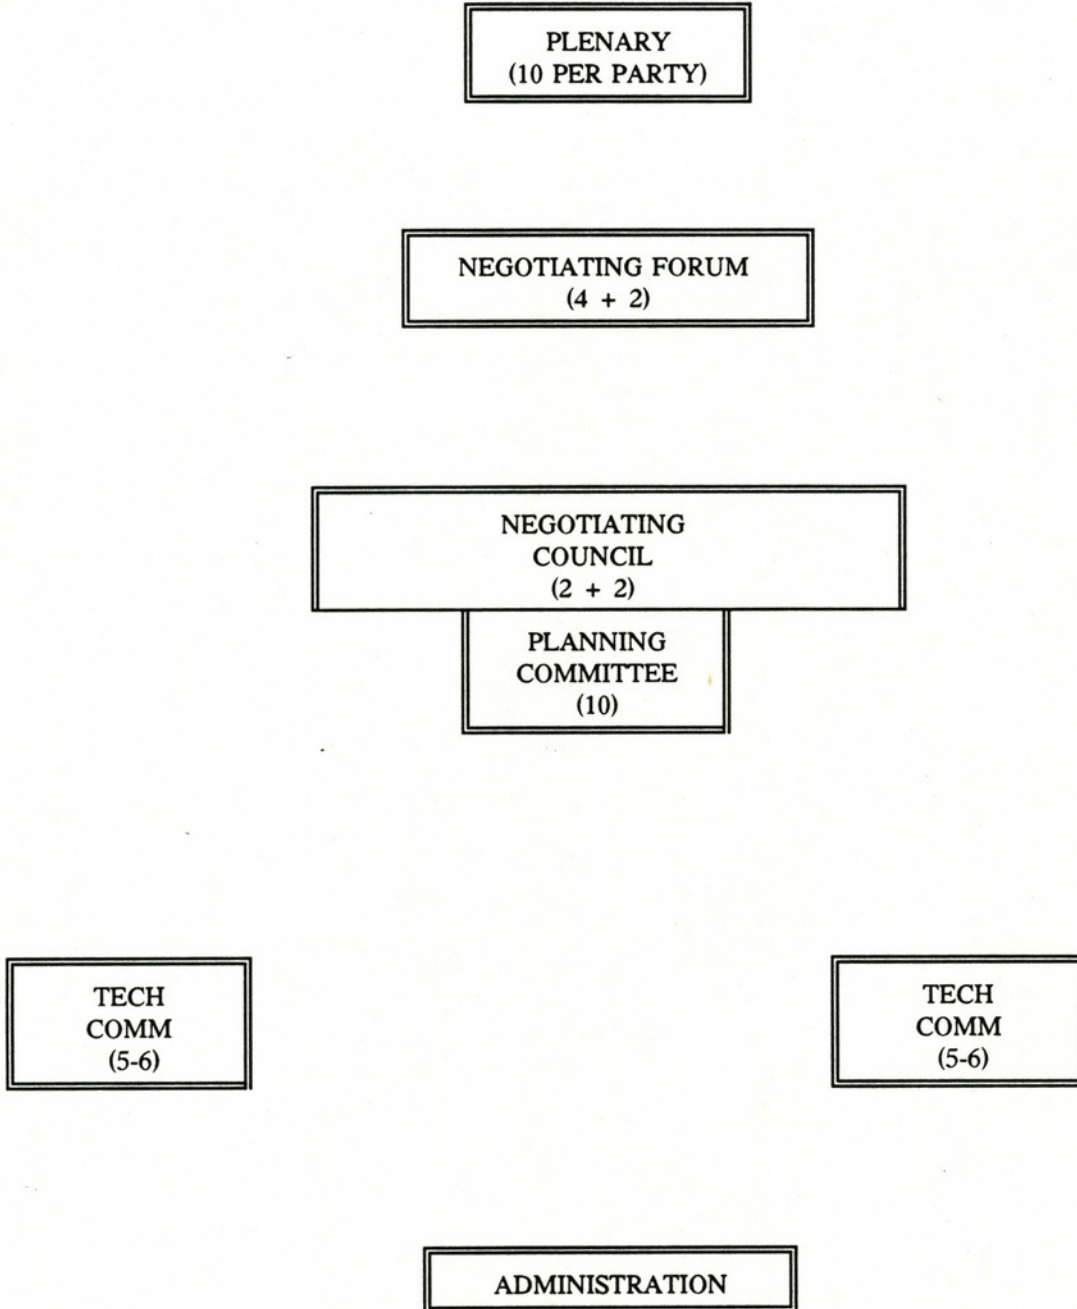 PLENARY
(10 PER PARTY)
NEGOTIATING FORUM
(4 + 2)
NEGOTIATING
COUNCIL
(2 + 2)
PLANNING
COMMITTEE
(10)
TECH
COMM
(5-6)
TECH
COMM
(5-6)
ADMINISTRATION